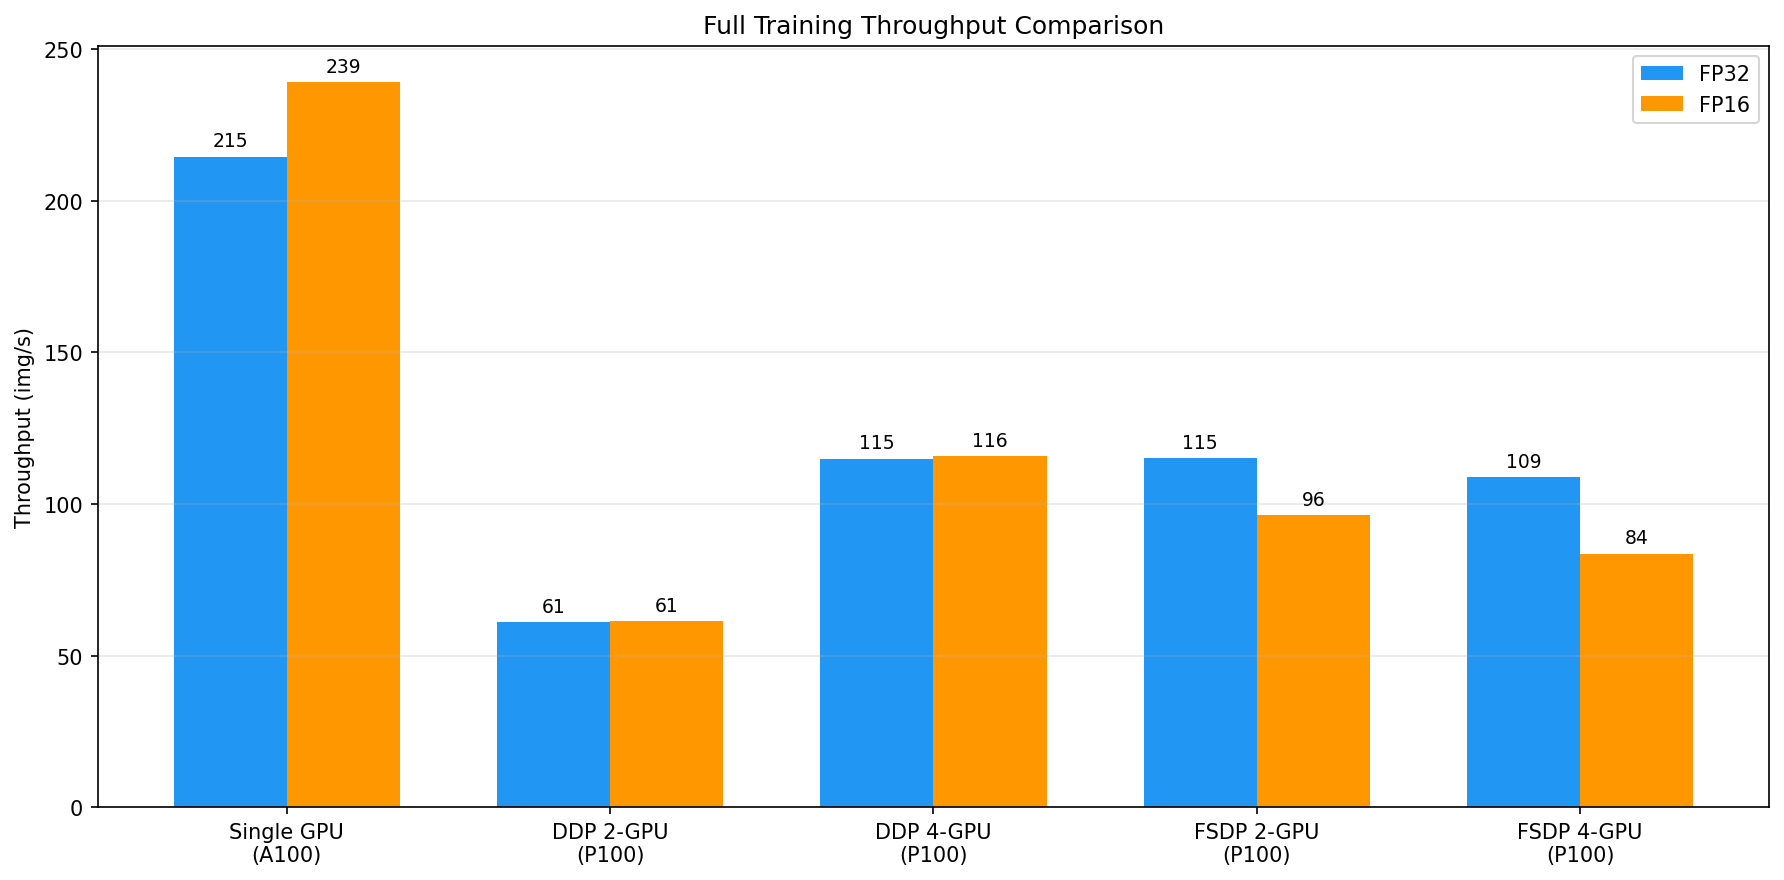 Full Training Throughput Comparison
FP32
FP16
Throughput (img/s)
250
200
150
100
50
0
215
239
61
61
115
116
115
96
109
84
Single GPU
(A100)
DDP 2-GPU
(P100)
DDP 4-GPU
(P100)
FSDP 2-GPU
(P100)
FSDP 4-GPU
(P100)